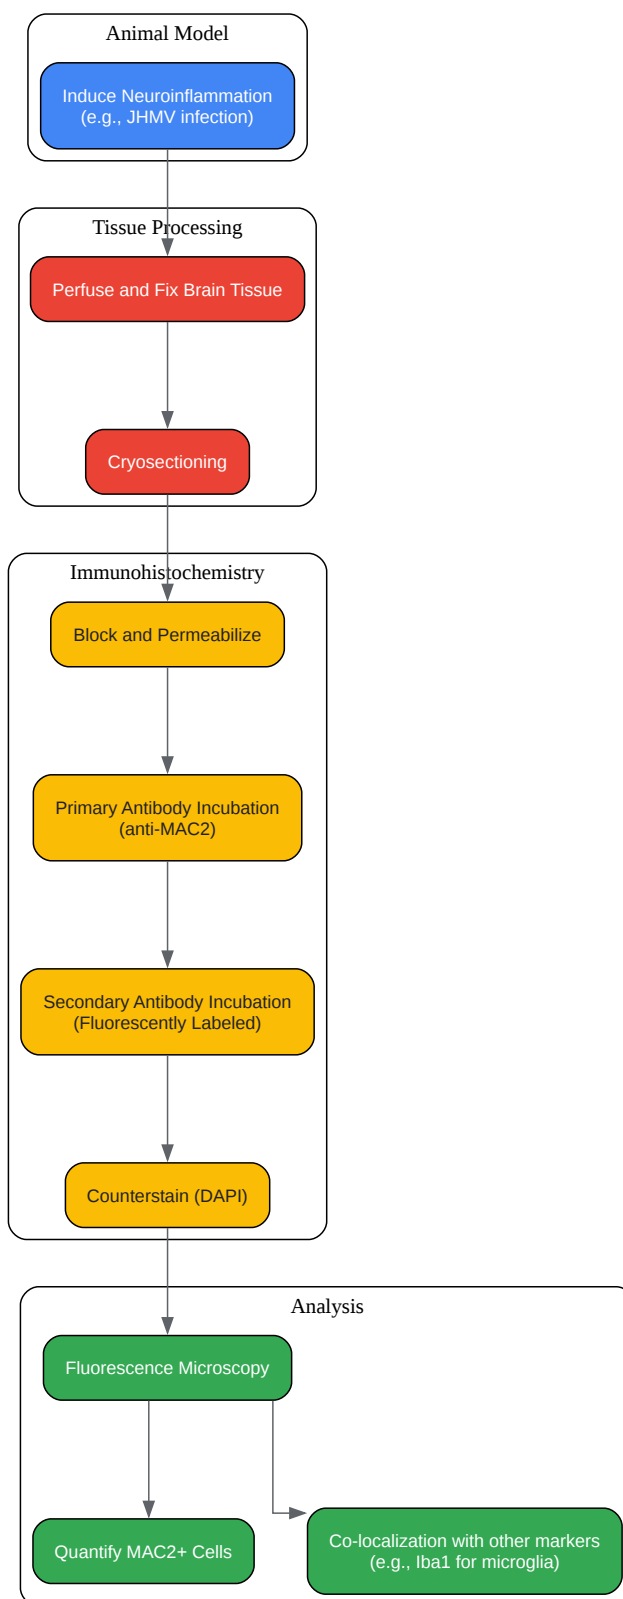 Animal Model
Induce Neuroinflammation
(e.g., JHMV infection)
Tissue Processing
Perfuse and Fix Brain Tissue
Cryosectioning
Immunohistochemistry
Block and Permeabilize
Primary Antibody Incubation
(anti-MAC2)
Secondary Antibody Incubation
(Fluorescently Labeled)
Counterstain (DAPI)
Analysis
Fluorescence Microscopy
Quantify MAC2+ Cells
Co-localization with other markers
(e.g., Iba1 for microglia)